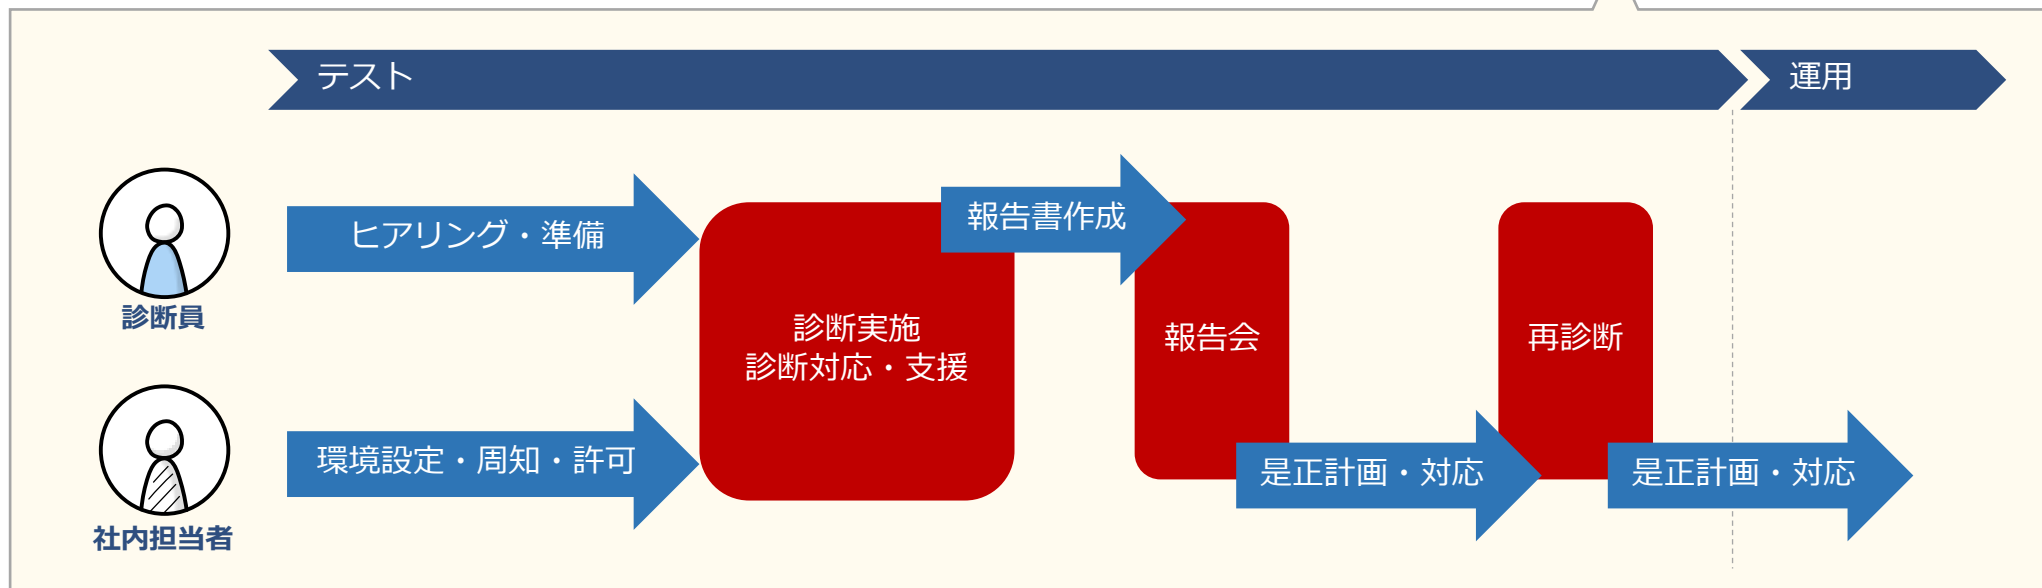 テスト
運用
ヒアリング・準備
報告書作成
診断員
診断実施
診断対応・支援
報告会
再診断
環境設定・周知・許可
是正計画・対応
是正計画・対応
社内担当者